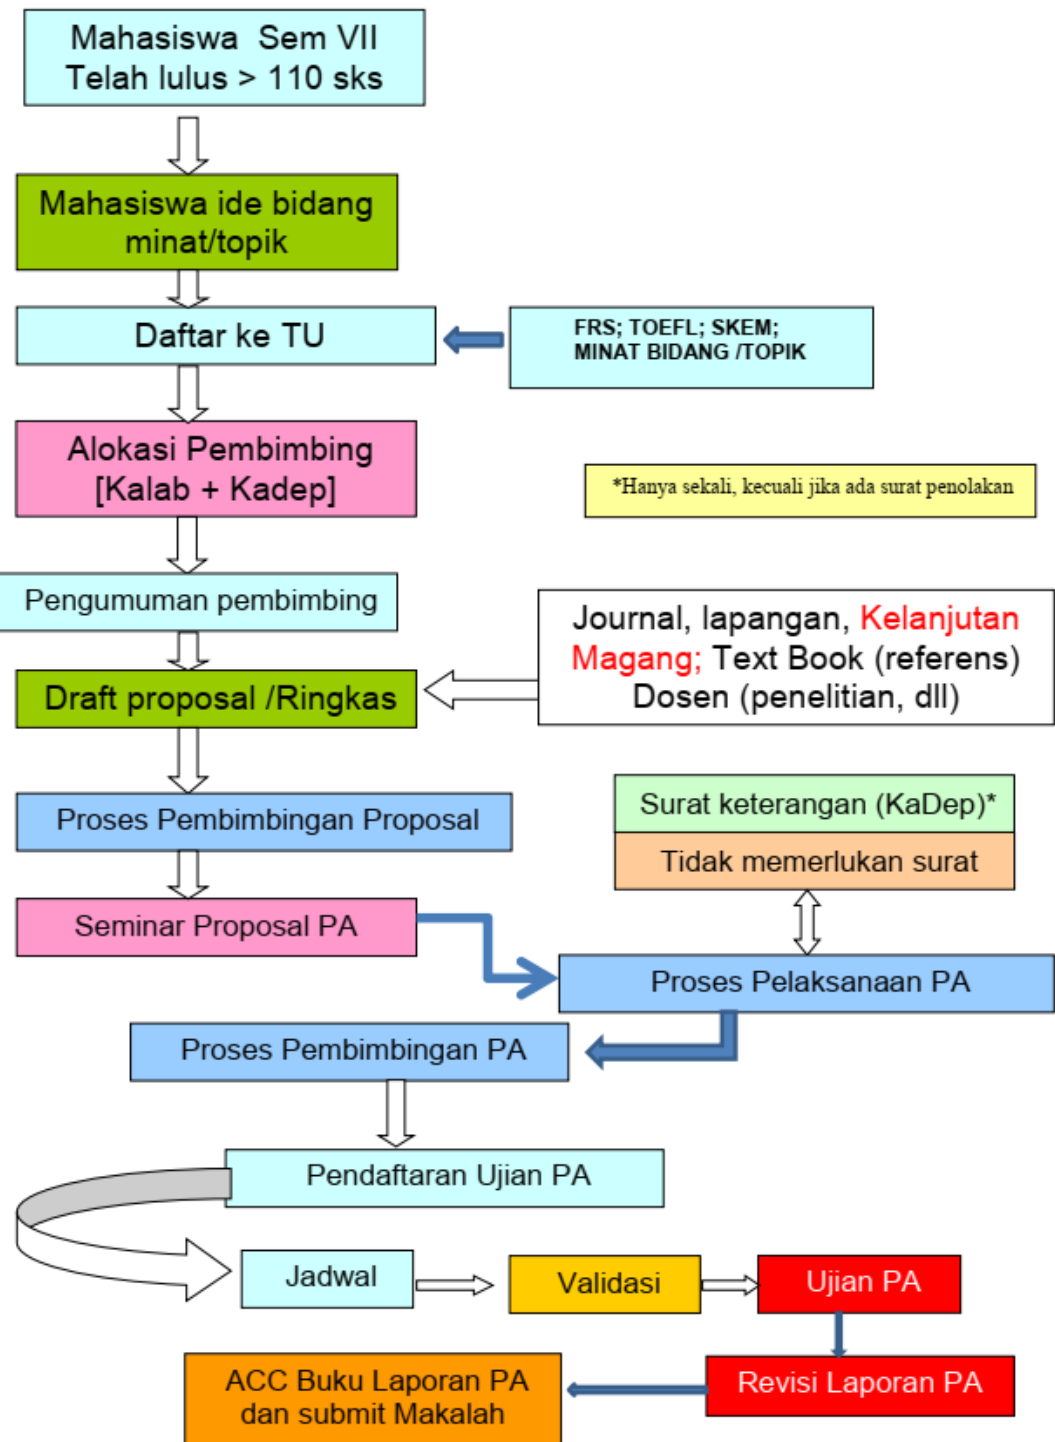 Mahasiswa Sem VII
Telah lulus > 110 sks
Mahasiswa ide bidang
minat/topik
Daftar ke TU
FRS; TOEFL; SKEM;
MINAT BIDANG /TOPIK
Alokasi Pembimbing
[Kalab + Kadep]
*Hanya sekali, kecuali jika ada surat penolakan
Pengumuman pembimbing
Journal, lapangan, Kelanjutan
Magang; Text Book (referens)
Dosen (penelitian, dll)
Draft proposal /Ringkas
Proses Pembimbingan Proposal
Surat keterangan (KaDep)*
Tidak memerlukan surat
Seminar Proposal PA
Proses Pelaksanaan PA
Proses Pembimbingan PA
Pendaftaran Ujian PA
Jadwal
Validasi
Ujian PA
Revisi Laporan PA
ACC Buku Laporan PA
dan submit Makalah